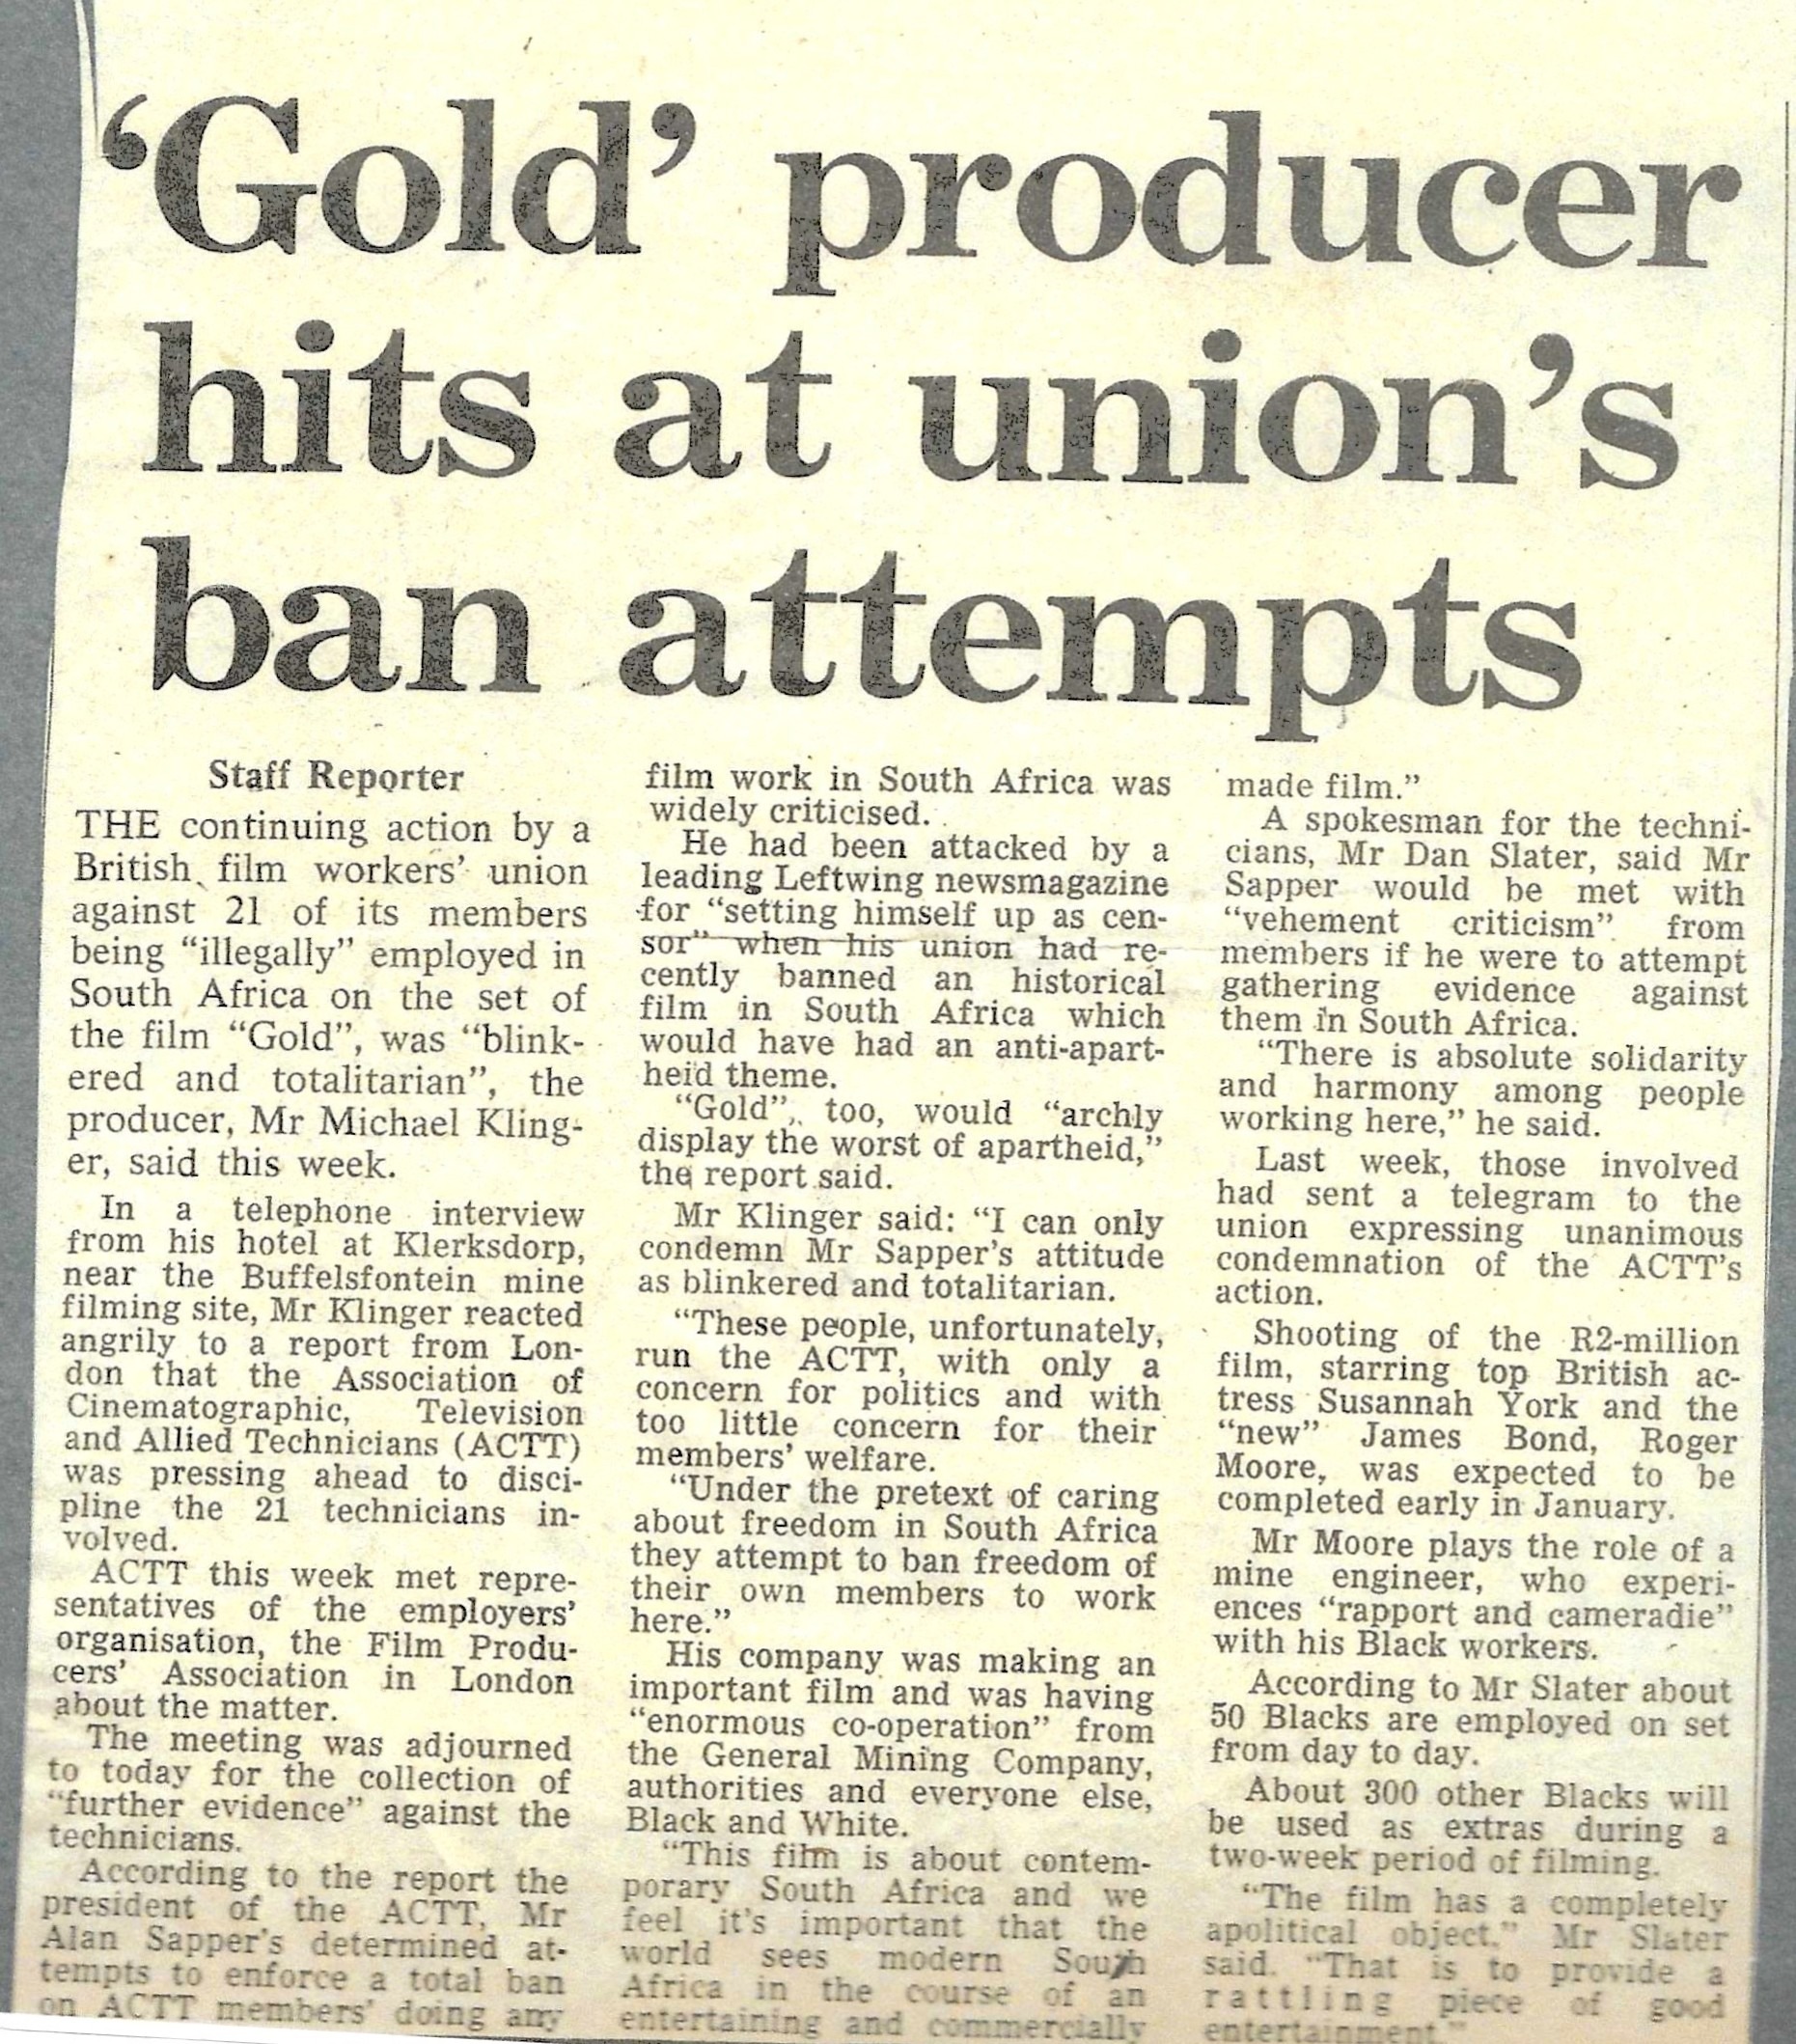 ‘Gold’ producer
hits at union’s
ban attempts
Staff Reporter
THE continuing action by a
British film workers’ union
against 21 of its members
being “illegally” employed in
South Africa on the set of
the film “Gold”, was “blink-
ered and totalitarian”, the
producer, Mr Michael Kling-
er, said this week.
In a telephone interview
from his hotel at Klerksdorp,
near the Buffelsfontein mine
filming site, Mr Klinger reacted
angrily to a report from Lon-
don that the Association of
Cinematographic, Television
and Allied Technicians (ACTT)
was pressing ahead to disci-
pline the 21 technicians in-
volved.
ACTT this week met repre-
sentatives of the employers’
organisation, the Film Produ-
cers’ Association in London
about the matter.
The meeting was adjourned
to today for the collection of
“further evidence” against the
technicians.
According to the report the
president of the ACTT, Mr
Alan Sapper’s determined at-
tempts to enforce a total ban
on ACTT members’ doing any
film work in South Africa was
widely criticised.
He had been attacked by a
leading Leftwing newsmagazine
for “setting himself up as cen-
sor” when his union had re-
cently banned an historical
film in South Africa which
would have had an anti-apart-
heid theme.
“Gold”, too, would “archly
display the worst of apartheid,”
the report said.
Mr Klinger said: “I can only
condemn Mr Sapper’s attitude
as blinkered and totalitarian.
“These people, unfortunately,
run the ACTT, with only a
concern for politics and with
too little concern for their
members’ welfare.
“Under the pretext of caring
about freedom in South Africa
they attempt to ban freedom of
their own members to work
here.”
His company was making an
important film and was having
“enormous co-operation” from
the General Mining Company,
authorities and everyone else,
Black and White.
“This film is about contem-
porary South Africa and we
feel it’s important that the
world sees modern South
Africa in the course of an
entertaining and commercially
made film.”
A spokesman for the techni-
cians, Mr Dan Slater, said Mr
Sapper would be met with
“vehement criticism” from
members if he were to attempt
gathering evidence against
them in South Africa.
“There is absolute solidarity
and harmony among people
working here,” he said.
Last week, those involved
had sent a telegram to the
union expressing unanimous
condemnation of the ACTT’s
action.
Shooting of the R2-million
film, starring top British ac-
tress Susannah York and the
“new” James Bond, Roger
Moore, was expected to be
completed early in January.
Mr Moore plays the role of a
mine engineer, who experi-
ences “rapport and cameradie”
with his Black workers.
According to Mr Slater about
50 Blacks are employed on set
from day to day.
About 300 other Blacks will
be used as extras during a
two-week period of filming.
“The film has a completely
apolitical object.” Mr Slater
said. “That is to provide a
rattling piece of good
entertainment.”